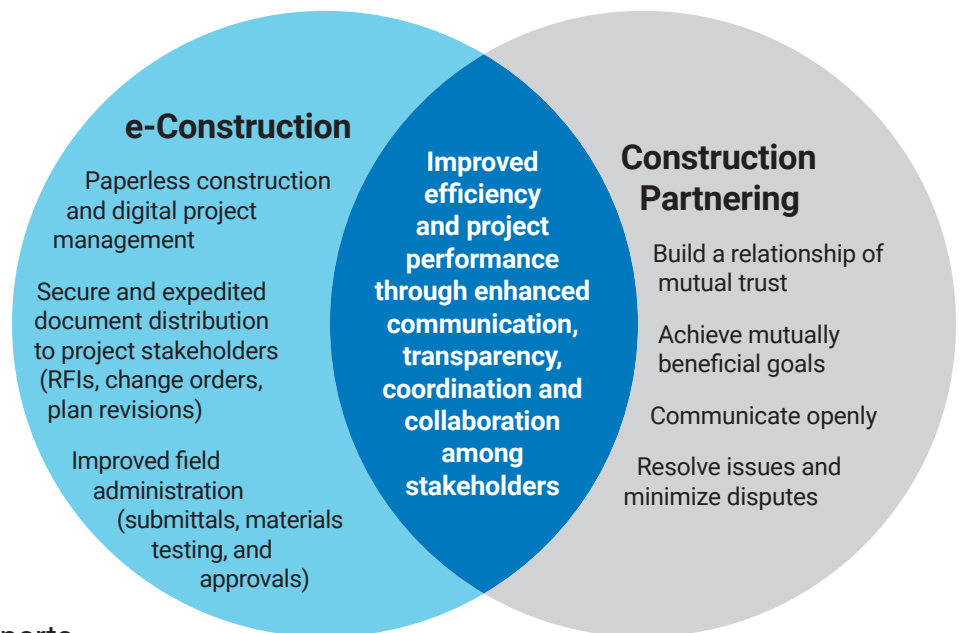 e-Construction
Paperless construction
and digital project
management
Secure and expedited
document distribution
to project stakeholders
(RFIs, change orders,
plan revisions)
Improved field
administration
(submittals, materials
testing, and
approvals)
Improved
efficiency
and project
performance
through enhanced
communication,
transparency,
coordination and
collaboration
among
stakeholders
Construction
Partnering
Build a relationship of
mutual trust
Achieve mutually
beneficial goals
Communicate openly
Resolve issues and
minimize disputes